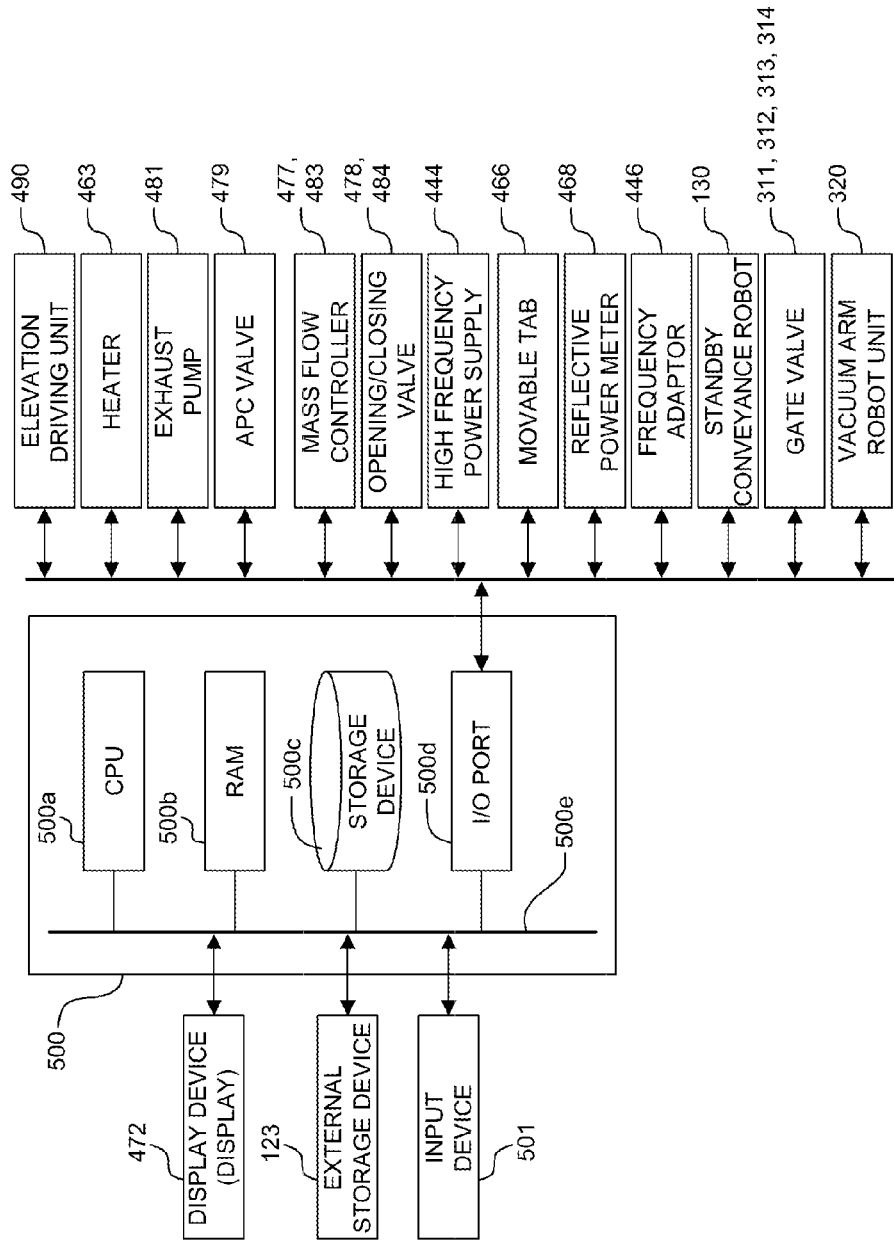 500
500a
CPU
500b
RAM
500c
STORAGE
DEVICE
500d
I/O PORT
500e
472
DISPLAY DEVICE
(DISPLAY)
123
EXTERNAL
STORAGE DEVICE
INPUT
DEVICE
501
ELEVATION
DRIVING UNIT
490
HEATER
463
EXHAUST
PUMP
481
APC VALVE
479
MASS FLOW
CONTROLLER
477,
483
OPENING/CLOSING
VALVE
478,
484
HIGH FREQUENCY
POWER SUPPLY
444
MOVABLE TAB
466
REFLECTIVE
POWER METER
468
FREQUENCY
ADAPTOR
446
STANDBY
CONVEYANCE ROBOT
130
GATE VALVE
311, 312, 313, 314
VACUUM ARM
ROBOT UNIT
320